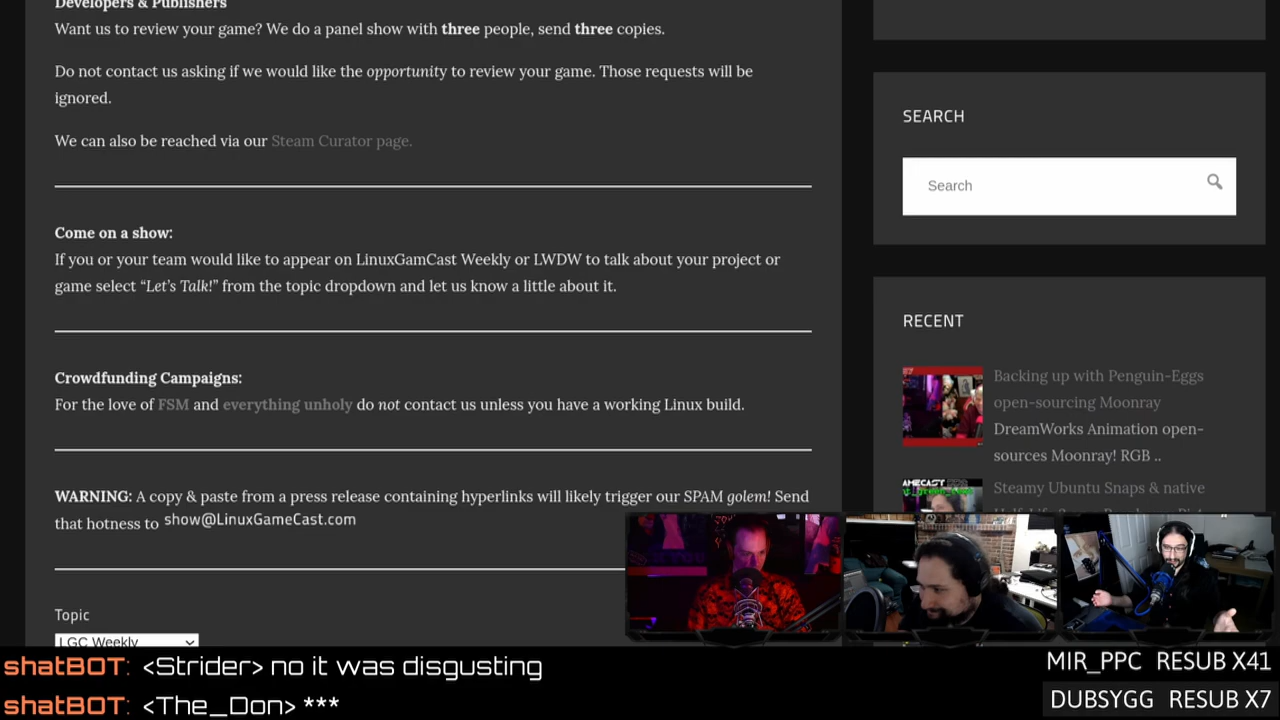 Developers & Publishers
Want us to review your game? We do a panel show with three people, send three copies.
Do not contact us asking if we would like the opportunity to review your game. Those requests will be
ignored.
We can also be reached via our Steam Curator page.
Come on a show:
If you or your team would like to appear on LinuxGamCast Weekly or LWDW to talk about your project or
game select “Let’s Talk!” from the topic dropdown and let us know a little about it.
Crowdfunding Campaigns:
For the love of FSM and everything unholy do not contact us unless you have a working Linux build.
WARNING: A copy & paste from a press release containing hyperlinks will likely trigger our SPAM golem! Send
that hotness to show@LinuxGameCast.com
Topic
LGC Weekly
SEARCH
Search
RECENT
Backing up with Penguin-Eggs
open-sourcing Moonray
DreamWorks Animation open-
sources Moonray! RGB ..
Steamy Ubuntu Snaps & native
shatBOT: <Strider> no it was disgusting
shatBOT: <The_Don> ***
MIR_PPC RESUB X41
DUBSYGG RESUB X7